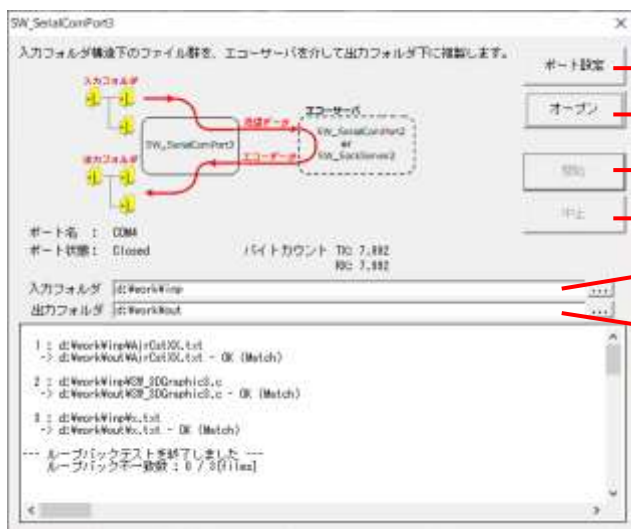 SW_SerialComPort3
入力フォルダ構造下のファイル群を、エコーサーバを介して出力フォルダ下に複製します。
ポート設定
入力フォルダ
オープン
エコーサーバ
送信データ
SW_SerialComPort2
SW_SerialComPort3
or
エコーデータ
SW_SockServer2
出力フォルダ
開始
中止
ポート名 : COM4
ポート状態: Closed
バイトカウント TX: 7,882
RX: 7,882
入力フォルダ d:¥work¥inp ...
出力フォルダ d:¥work¥out ...
1 : d:¥work¥inp¥AirCatXX.txt
-> d:¥work¥out¥AirCatXX.txt - OK (Match)
2 : d:¥work¥inp¥SW_3DGraphic3.c
-> d:¥work¥out¥SW_3DGraphic3.c - OK (Match)
3 : d:¥work¥inp¥x.txt
-> d:¥work¥out¥x.txt - OK (Match)
--- ループバックテストを終了しました ---
ループバック不一致数 : 0 / 3[files]